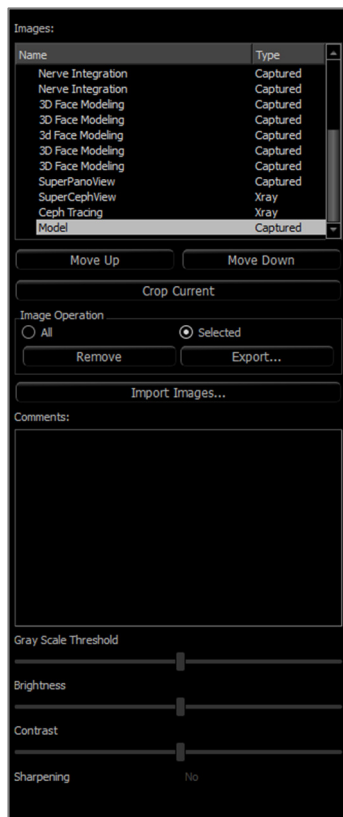 Images:
Name Type
Nerve Integration Captured
Nerve Integration Captured
3D Face Modeling Captured
3D Face Modeling Captured
3d Face Modeling Captured
3D Face Modeling Captured
3D Face Modeling Captured
SuperPanoView Captured
SuperCephView Xray
Ceph Tracing Xray
Model Captured
Move Up Move Down
Crop Current
Image Operation
All Selected
Remove Export...
Import Images...
Comments:
Gray Scale Threshold
Brightness
Contrast
Sharpening No